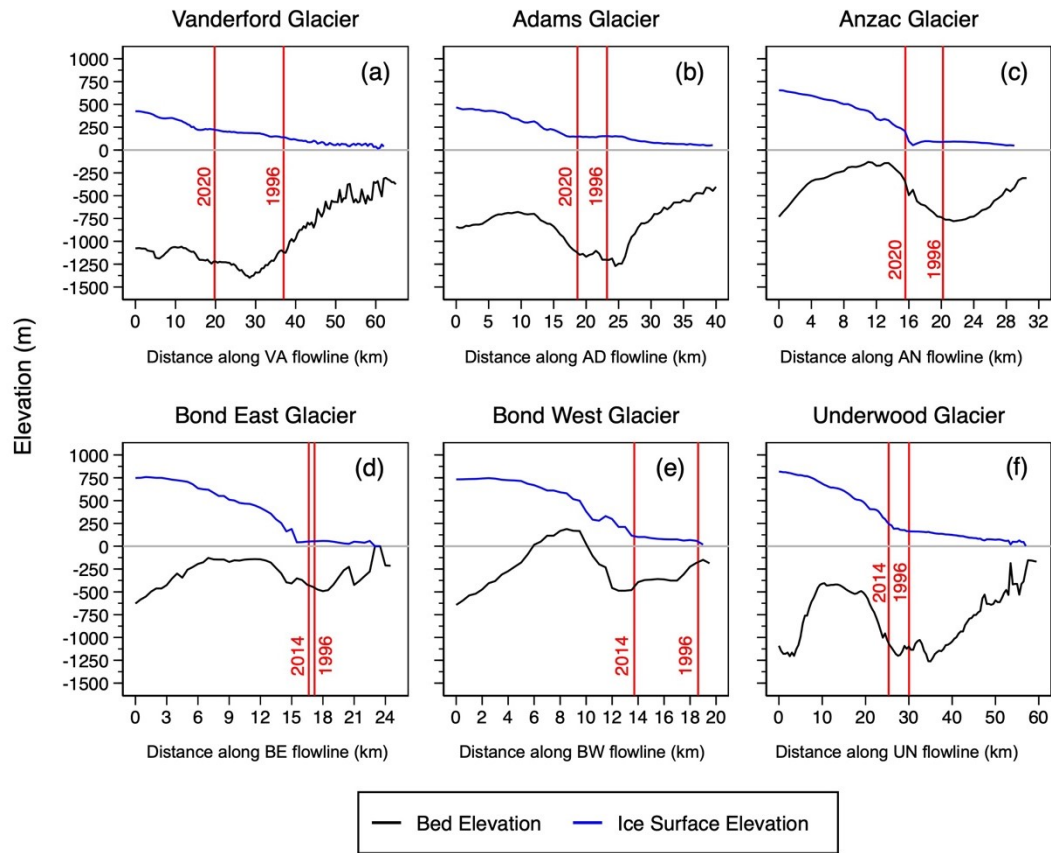 Vanderford Glacier
Adams Glacier
Anzac Glacier
Elevation (m)
1000
750
500
250
0
-250
-500
-750
-1000
-1250
-1500
(a)
2020
1996
0 10 20 30 40 50 60
Distance along VA flowline (km)
(b)
2020
1996
0 5 10 15 20 25 30 35 40
Distance along AD flowline (km)
(c)
2020
1996
0 4 8 12 16 20 24 28 32
Distance along AN flowline (km)
Bond East Glacier
Bond West Glacier
Underwood Glacier
1000
750
500
250
0
-250
-500
-750
-1000
-1250
-1500
(d)
2014
1996
0 3 6 9 12 15 18 21 24
Distance along BE flowline (km)
(e)
2014
1996
0 2 4 6 8 10 12 14 16 18 20
Distance along BW flowline (km)
(f)
2014
1996
0 10 20 30 40 50 60
Distance along UN flowline (km)
Bed Elevation
Ice Surface Elevation